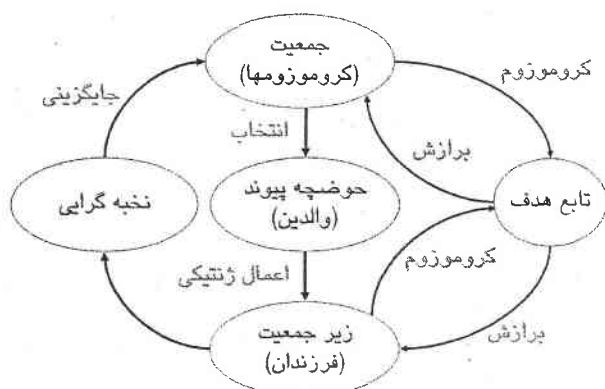 جمعیت
(کروموزومها)
کروموزوم
جایگزینی
انتخاب
برازش
نخبه گرایی
حوضچه پیوند
(والدین)
تابع هدف
اعمال ژنتیکی
کروموزوم
زیر جمعیت
(فرزندان)
برازش